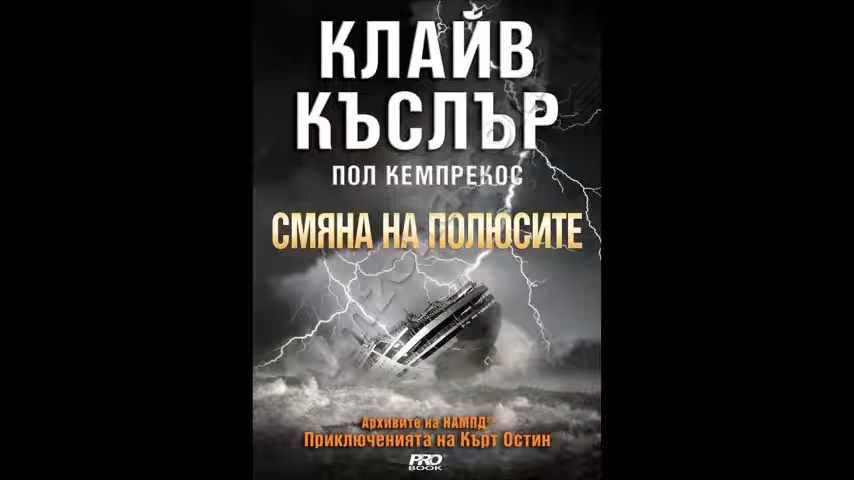 КЛАЙВ
КЪСЛЪР
ПОЛ КЕМПРЕКОС
СМЯНА НА ПОЛЮСИТЕ
Архивите на НАМПД®
Приключенията на Кърт Остин
PRO
BOOK